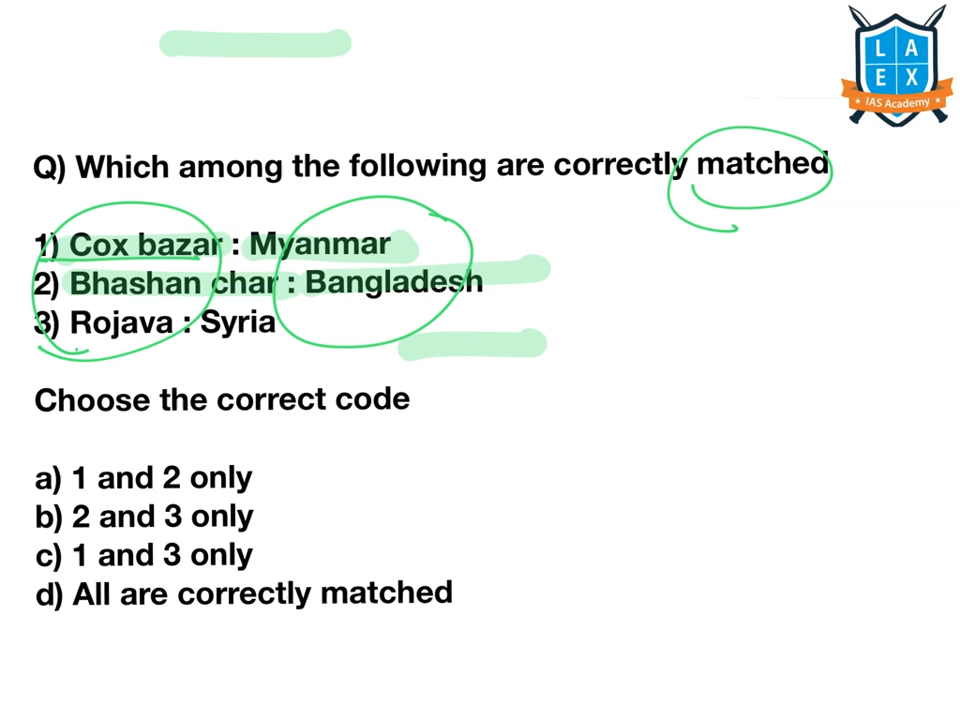 L A
E X
IAS Academy
Q) Which among the following are correctly matched
1) Cox bazar : Myanmar
2) Bhashan char : Bangladesh
3) Rojava : Syria
Choose the correct code
a) 1 and 2 only
b) 2 and 3 only
c) 1 and 3 only
d) All are correctly matched